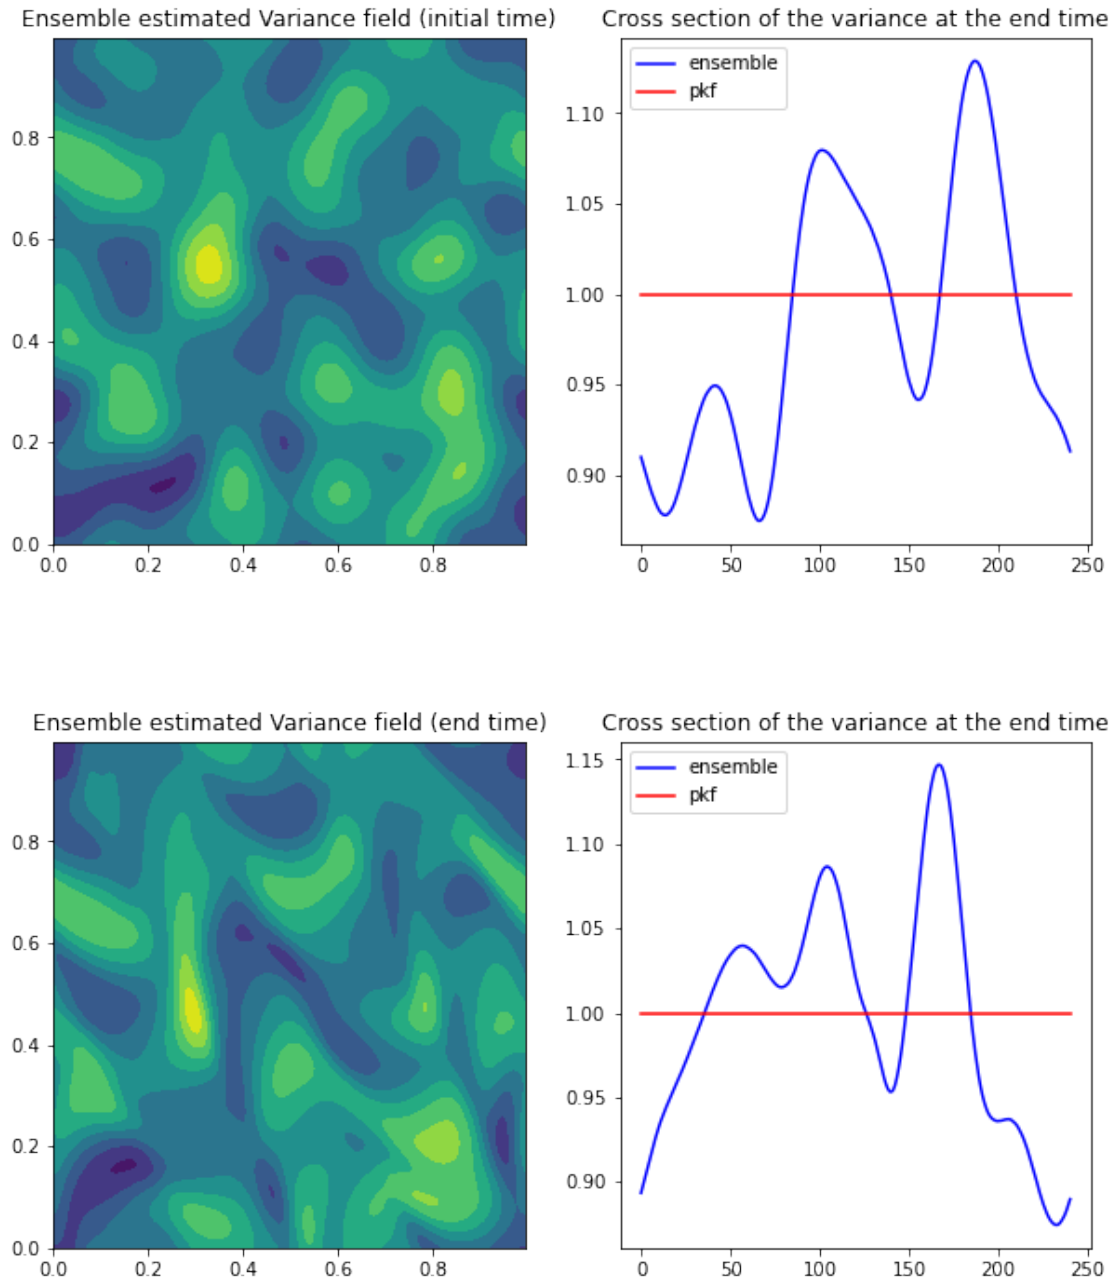 Ensemble estimated Variance field (initial time)
0.8
0.6
0.4
0.2
0.0
0.0 0.2 0.4 0.6 0.8
Cross section of the variance at the end time
ensemble
pkf
1.10
1.05
1.00
0.95
0.90
0 50 100 150 200 250
Ensemble estimated Variance field (end time)
0.8
0.6
0.4
0.2
0.0
0.0 0.2 0.4 0.6 0.8
Cross section of the variance at the end time
ensemble
pkf
1.15
1.10
1.05
1.00
0.95
0.90
0 50 100 150 200 250